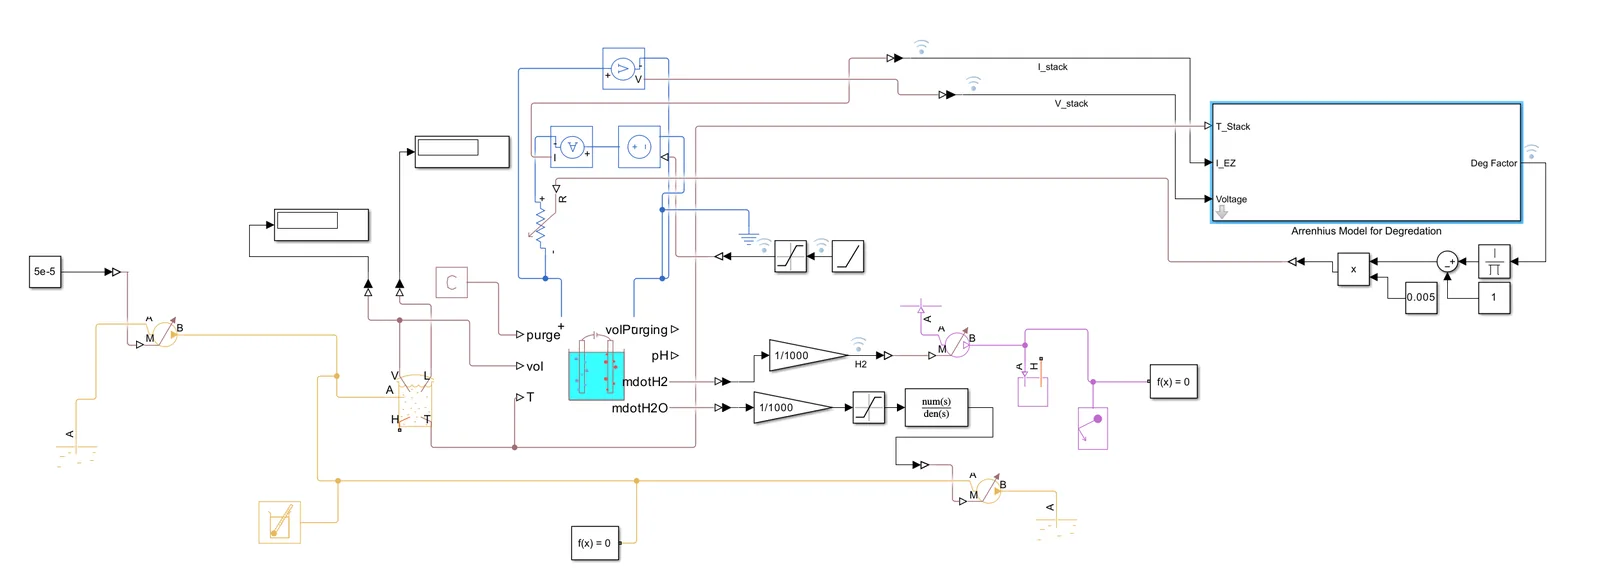 I_stack
V
V_stack
T_Stack
I
I_EZ
Deg Factor
R
Voltage
Arrenhius Model for Degredation
5e-5
C
x
0.005
1
A
M
B
purge
volPurging
vol
pH
T
mdotH2
mdotH2O
1/1000
H2
1/1000
num(s)
den(s)
V
L
A
H
T
A
A
A
M
B
A
H
f(x) = 0
A
M
B
A
f(x) = 0